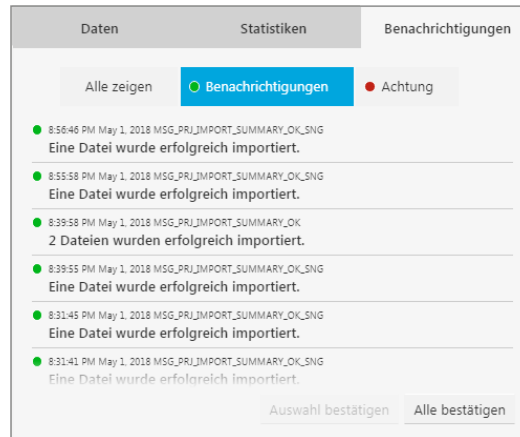 Daten Statistiken Benachrichtigungen
Alle zeigen Benachrichtigungen Achtung
8:56:46 PM May 1, 2018 MSG_PRJ_IMPORT_SUMMARY_OK_SNG
Eine Datei wurde erfolgreich importiert.
8:55:58 PM May 1, 2018 MSG_PRJ_IMPORT_SUMMARY_OK_SNG
Eine Datei wurde erfolgreich importiert.
8:39:58 PM May 1, 2018 MSG_PRJ_IMPORT_SUMMARY_OK
2 Dateien wurden erfolgreich importiert.
8:39:55 PM May 1, 2018 MSG_PRJ_IMPORT_SUMMARY_OK_SNG
Eine Datei wurde erfolgreich importiert.
8:31:45 PM May 1, 2018 MSG_PRJ_IMPORT_SUMMARY_OK_SNG
Eine Datei wurde erfolgreich importiert.
8:31:41 PM May 1, 2018 MSG_PRJ_IMPORT_SUMMARY_OK_SNG
Eine Datei wurde erfolgreich importiert.
Auswahl bestätigen Alle bestätigen